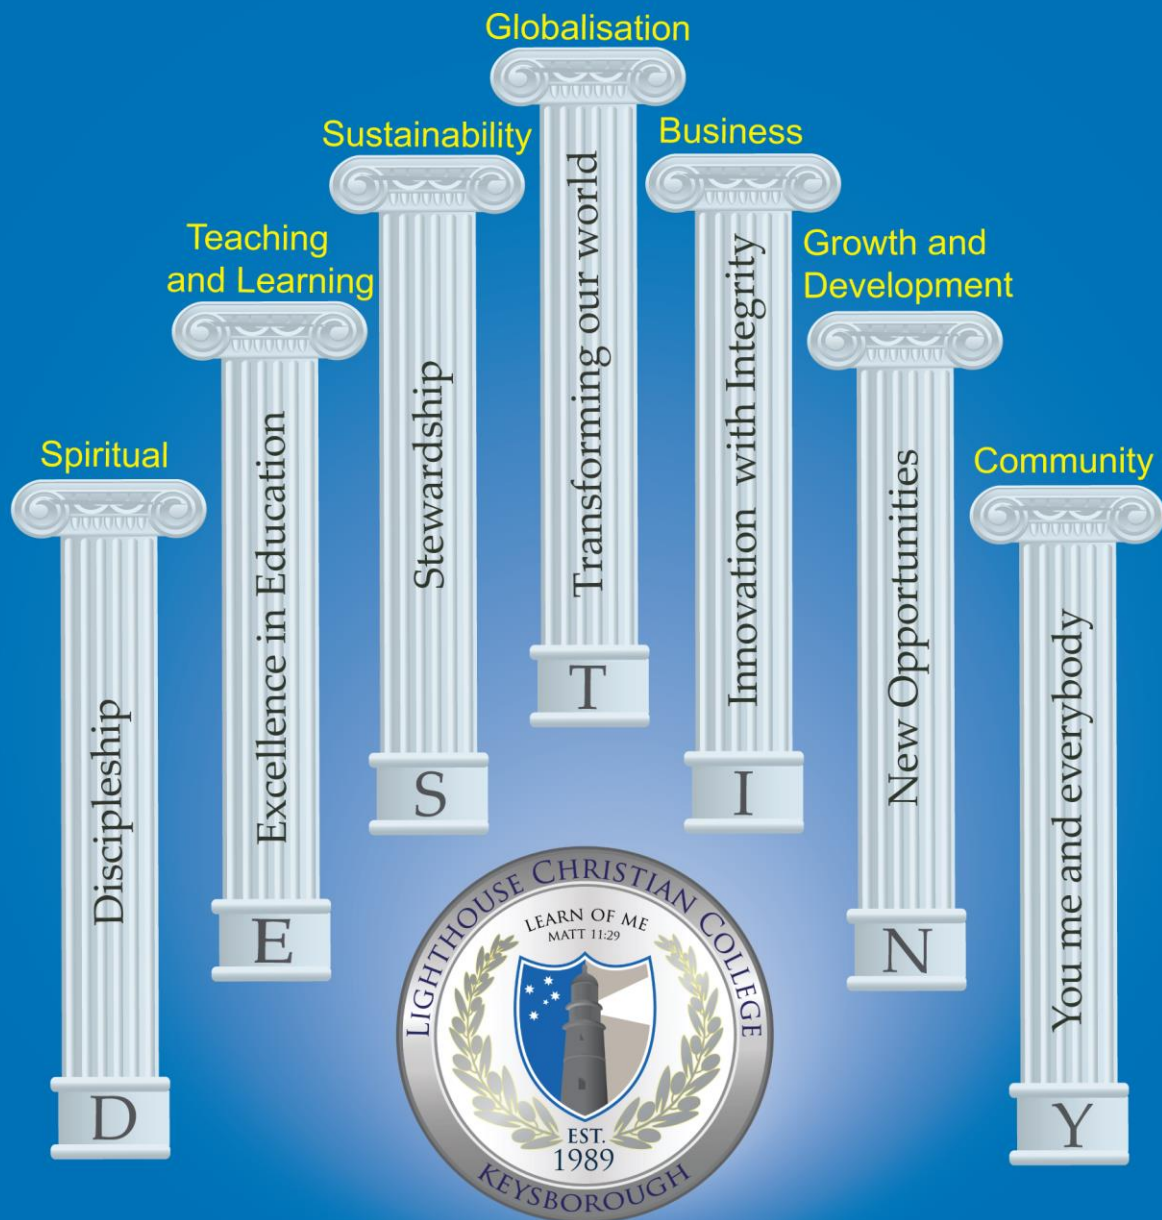 Globalisation
Sustainability
Business
Teaching
and Learning
Growth and
Development
Spiritual
Community
Discipleship
Excellence in Education
Stewardship
Transforming our world
Innovation with Integrity
New Opportunities
You me and everybody
D
E
S
T
I
N
Y
LIGHTHOUSE CHRISTIAN COLLEGE
LEARN OF ME
MATT 11:29
EST.
1989
KEYSBOROUGH